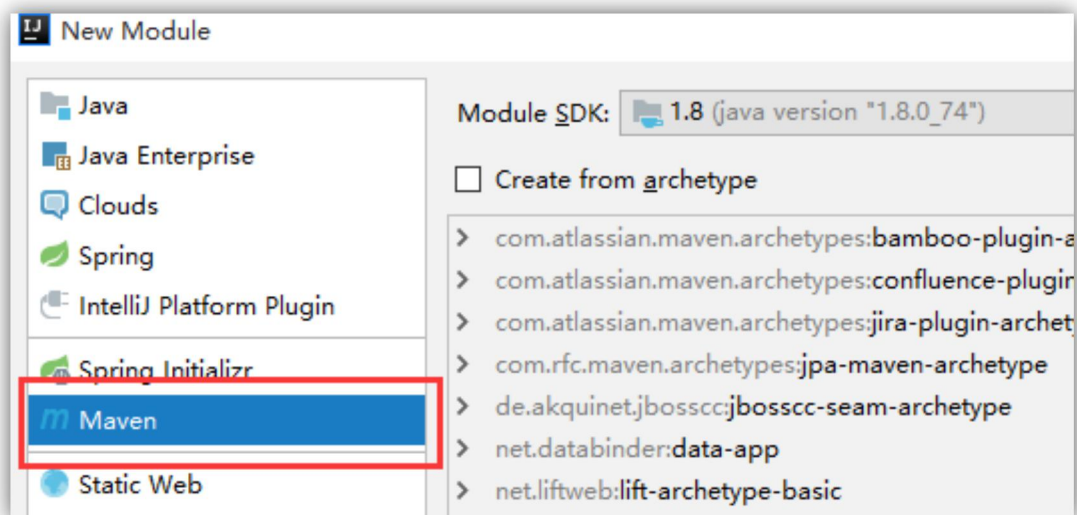 New Module
Java
Java Enterprise
Clouds
Spring
IntelliJ Platform Plugin
Spring Initializr
Maven
Static Web
Module SDK: 1.8 (java version "1.8.0_74")
Create from archetype
com.atlassian.maven.archetypes:bamboo-plugin-a
com.atlassian.maven.archetypes:confluence-plugin
com.atlassian.maven.archetypes:jira-plugin-archet
com.rfc.maven.archetypes:jpa-maven-archetype
de.akquinet.jbosscc:jbosscc-seam-archetype
net.databinder:data-app
net.liftweb:lift-archetype-basic